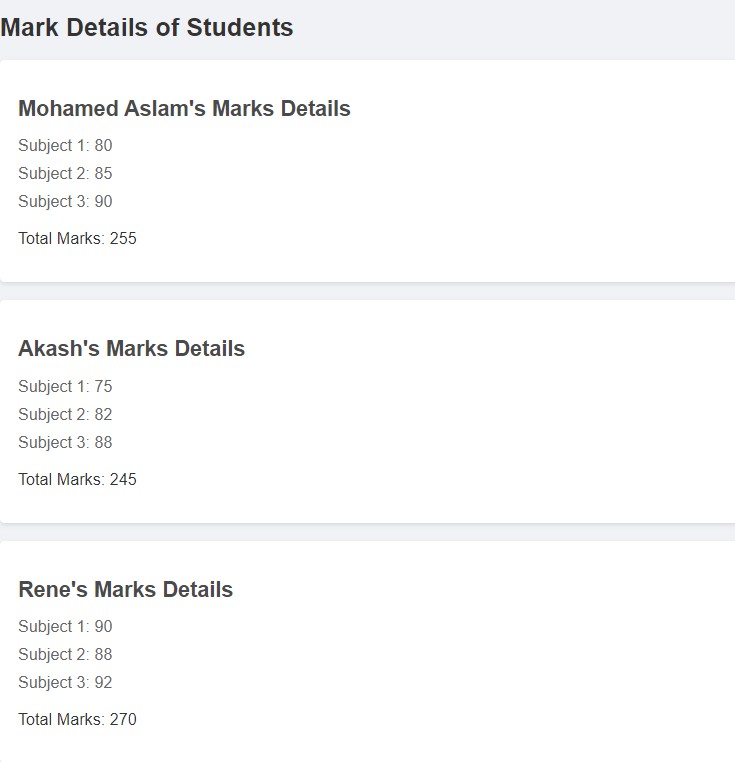 Mark Details of Students
Mohamed Aslam's Marks Details
Subject 1: 80
Subject 2: 85
Subject 3: 90
Total Marks: 255
Akash's Marks Details
Subject 1: 75
Subject 2: 82
Subject 3: 88
Total Marks: 245
Rene's Marks Details
Subject 1: 90
Subject 2: 88
Subject 3: 92
Total Marks: 270